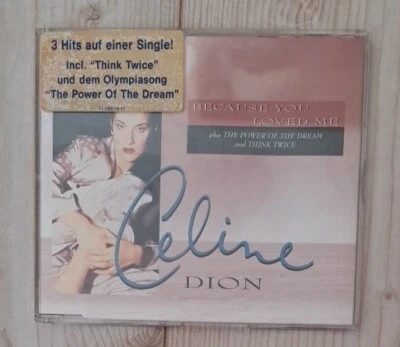 3 Hits auf einer Single!
Incl. "Think Twice"
und dem Olympiasong
"The Power Of The Dream"
BECAUSE YOU
LOVED ME
plus THE POWER OF THE DREAM
and THINK TWICE
Celine
DION